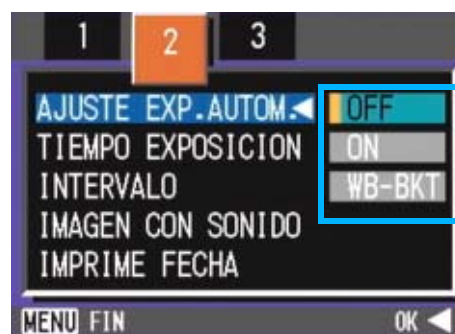 1 2 3
AJUSTE EXP.AUTOM. OFF
TIEMPO EXPOSICION ON
INTERVALO WB-BKT
IMAGEN CON SONIDO
IMPRIME FECHA
MENU FIN OK